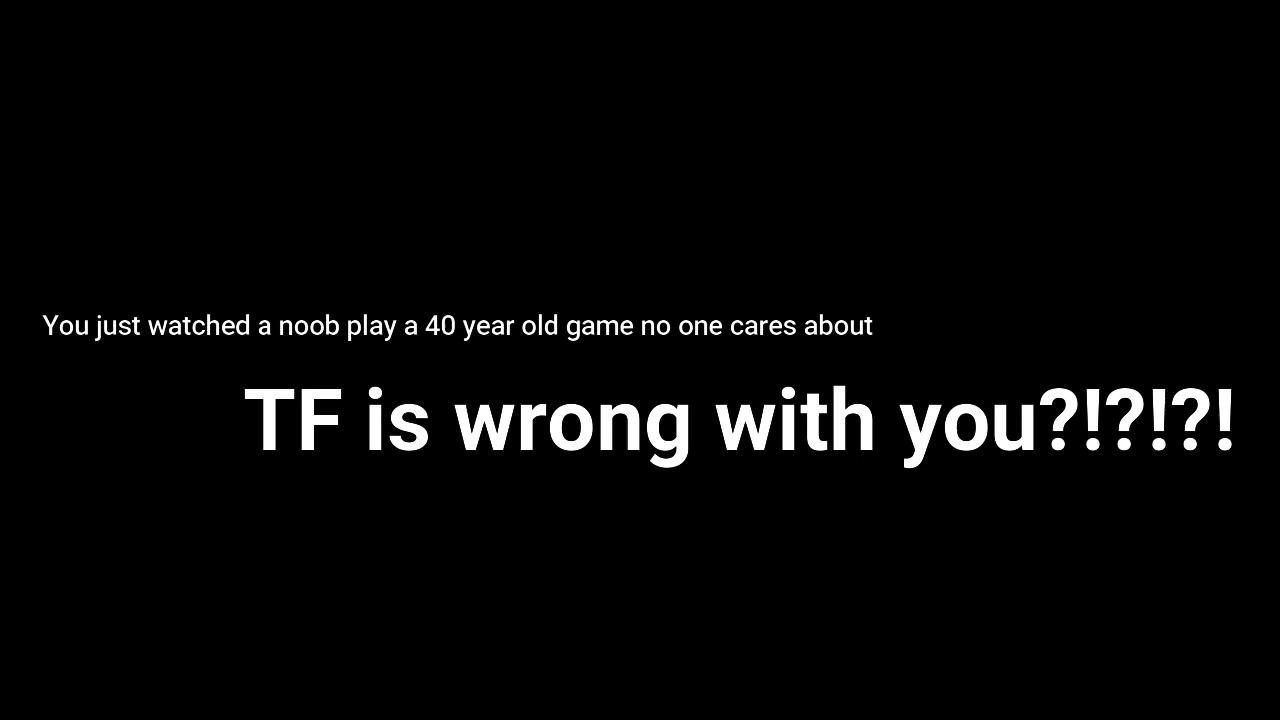 You just watched a noob play a 40 year old game no one cares about
TF is wrong with you?!?!?!